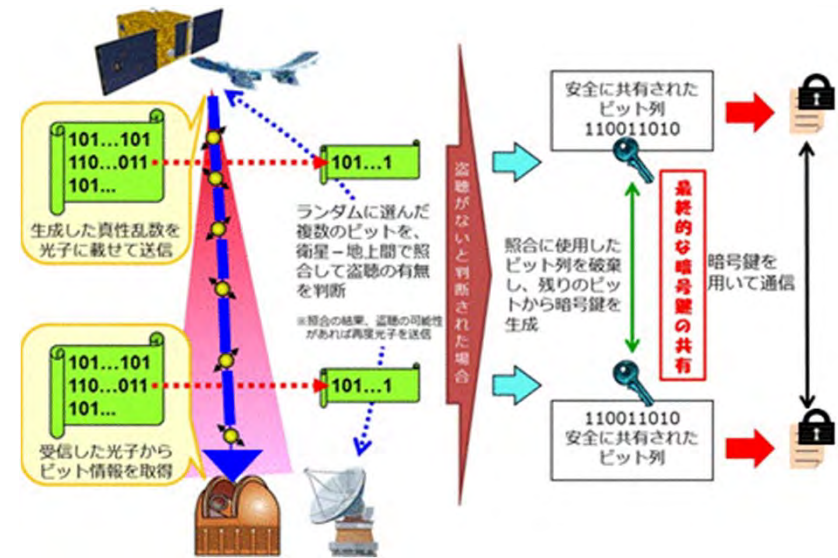 101...101
110...011
101...
生成した真性乱数を
光子に載せて送信
101...1
ランダムに選んだ
複数のビットを、
衛星－地上間で照
合して盗聴の有無
を判断
※照合の結果、盗聴の可能性
があれば再度光子を送信
101...101
110...011
101...
受信した光子から
ビット情報を取得
101...1
盗聴がないと判断された場合
安全に共有された
ビット列
110011010
照合に使用した
ビット列を破棄
し、残りのビッ
トから暗号鍵を
生成
最終的な暗号鍵の共有
暗号鍵を
用いて通信
110011010
安全に共有された
ビット列